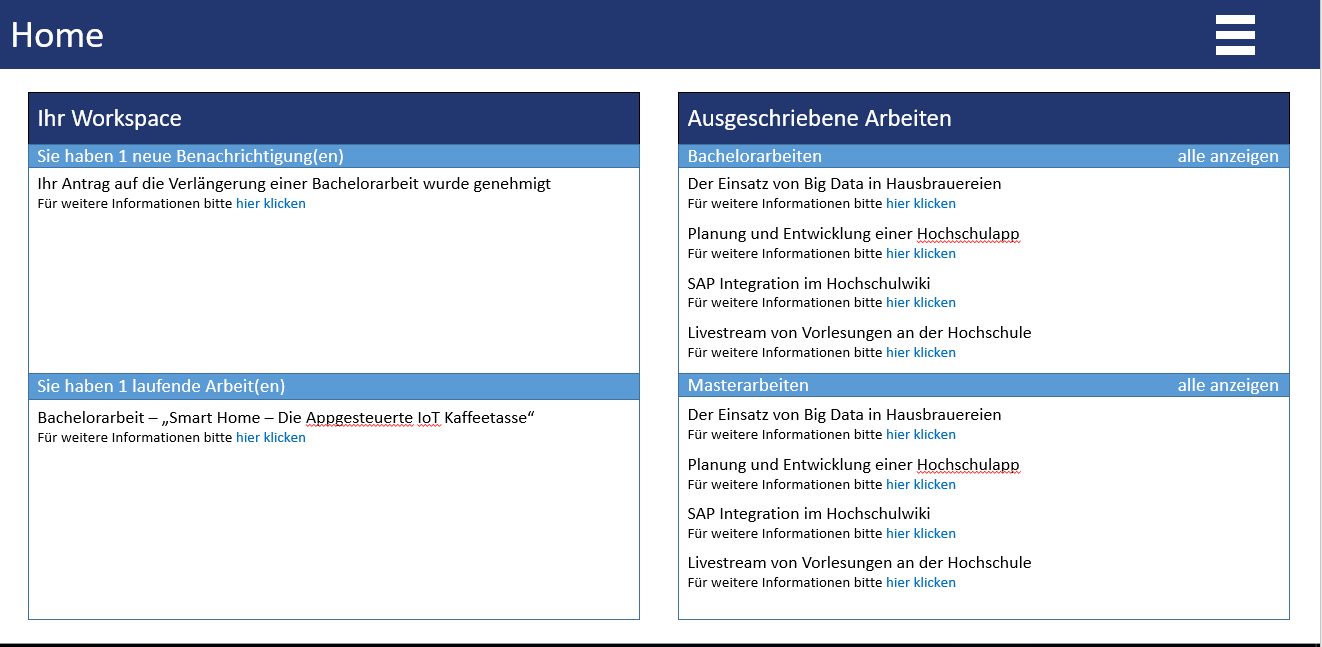 Home
Ihr Workspace
Sie haben 1 neue Benachrichtigung(en)
Ihr Antrag auf die Verlängerung einer Bachelorarbeit wurde genehmigt
Für weitere Informationen bitte hier klicken
Sie haben 1 laufende Arbeit(en)
Bachelorarbeit – „Smart Home – Die Appgesteuerte IoT Kaffeetasse“
Für weitere Informationen bitte hier klicken
Ausgeschriebene Arbeiten
Bachelorarbeiten alle anzeigen
Der Einsatz von Big Data in Hausbrauereien
Für weitere Informationen bitte hier klicken
Planung und Entwicklung einer Hochschulapp
Für weitere Informationen bitte hier klicken
SAP Integration im Hochschulwiki
Für weitere Informationen bitte hier klicken
Livestream von Vorlesungen an der Hochschule
Für weitere Informationen bitte hier klicken
Masterarbeiten alle anzeigen
Der Einsatz von Big Data in Hausbrauereien
Für weitere Informationen bitte hier klicken
Planung und Entwicklung einer Hochschulapp
Für weitere Informationen bitte hier klicken
SAP Integration im Hochschulwiki
Für weitere Informationen bitte hier klicken
Livestream von Vorlesungen an der Hochschule
Für weitere Informationen bitte hier klicken